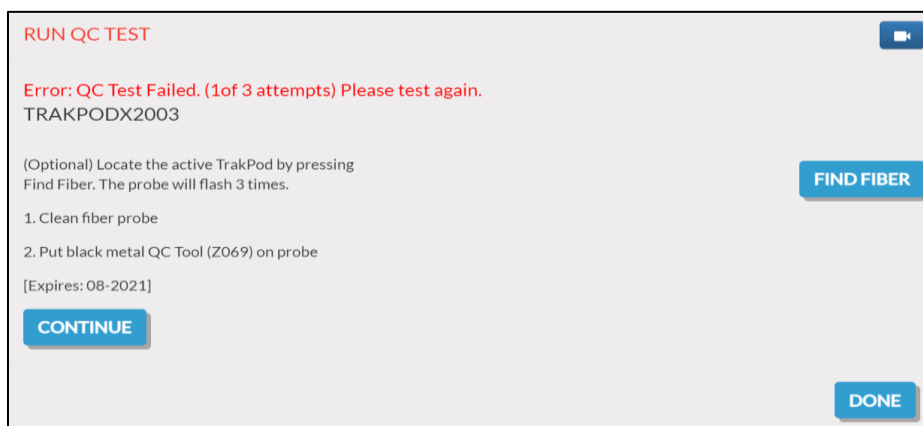 RUN QC TEST
Error: QC Test Failed. (1of 3 attempts) Please test again.
TRAKPODX2003
(Optional) Locate the active TrakPod by pressing
Find Fiber. The probe will flash 3 times.
FIND FIBER
1. Clean fiber probe
2. Put black metal QC Tool (Z069) on probe
[Expires: 08-2021]
CONTINUE
DONE